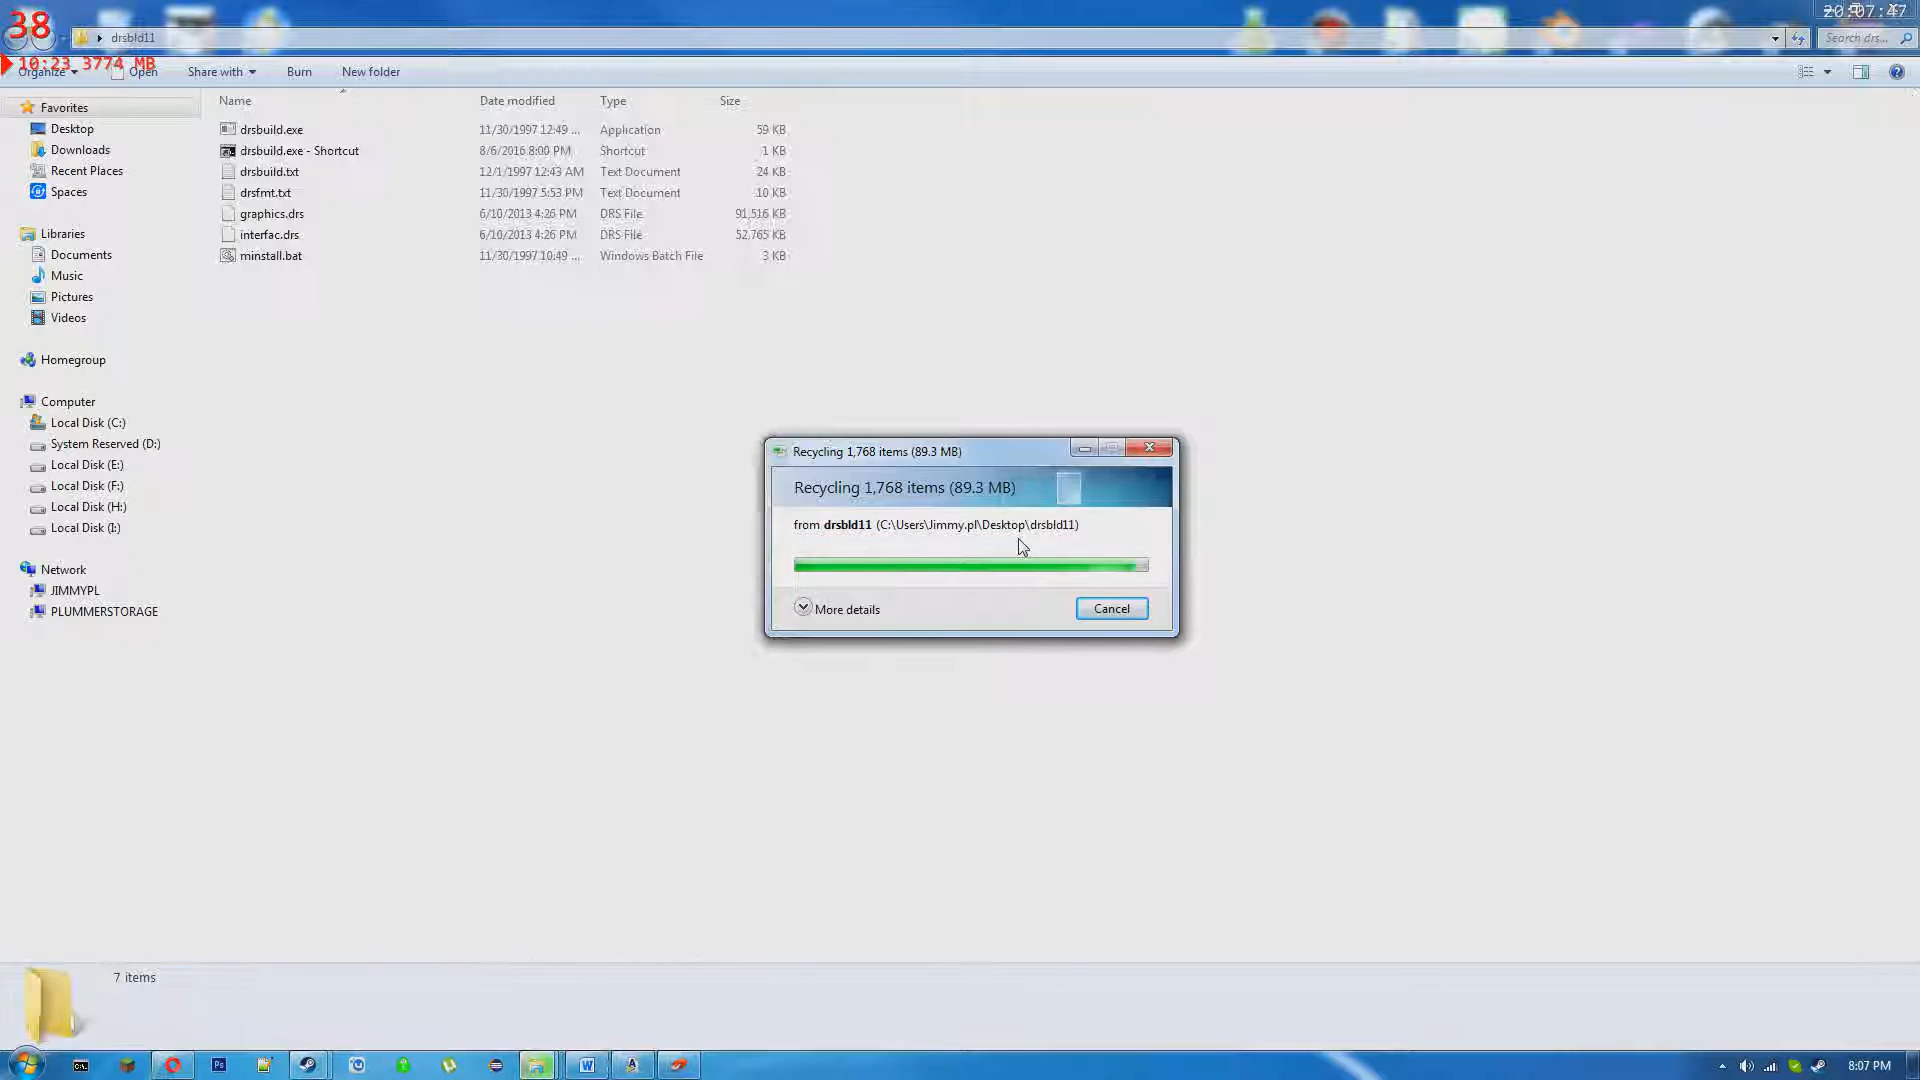 38
20:07:47
drsbld11
Search drs...
10:23 3774 MB
Organize Open Share with Burn New folder
Name Date modified Type Size
Favorites
Desktop
Downloads
Recent Places
Spaces
Libraries
Documents
Music
Pictures
Videos
Homegroup
Computer
Local Disk (C:)
System Reserved (D:)
Local Disk (E:)
Local Disk (F:)
Local Disk (H:)
Local Disk (I:)
Network
JIMMYPL
PLUMMERSTORAGE
drsbuild.exe 11/30/1997 12:49 ... Application 59 KB
drsbuild.exe - Shortcut 8/6/2016 8:00 PM Shortcut 1 KB
drsbuild.txt 12/1/1997 12:43 AM Text Document 24 KB
drsfmt.txt 11/30/1997 5:53 PM Text Document 10 KB
graphics.drs 6/10/2013 4:26 PM DRS File 91,516 KB
interfac.drs 6/10/2013 4:26 PM DRS File 52,765 KB
minstall.bat 11/30/1997 10:49 ... Windows Batch File 3 KB
Recycling 1,768 items (89.3 MB)
Recycling 1,768 items (89.3 MB)
from drsbld11 (C:\Users\Jimmy.pl\Desktop\drsbld11)
More details Cancel
7 items
Ps
W
8:07 PM